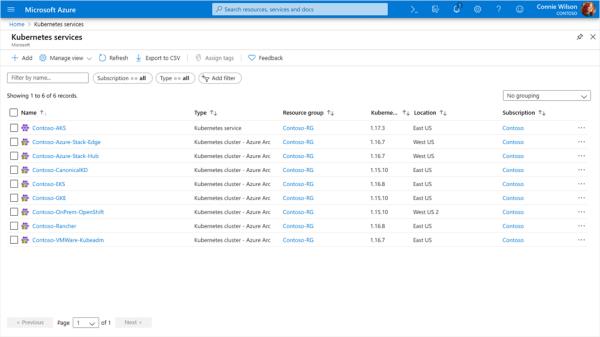 Microsoft Azure
Search resources, services and docs
Connie Wilson
CONTOSO
Home > Kubernetes services
Kubernetes services
Microsoft
+ Add
Manage view
Refresh
Export to CSV
Assign tags
Feedback
Filter by name...
Subscription == all
Type == all
Add filter
Showing 1 to 6 of 6 records.
No grouping
Name Type Resource group Kuberne... Location Subscription
Contoso-AKS Kubernetes service Contoso-RG 1.17.3 East US Contoso ...
Contoso-Azure-Stack-Edge Kubernetes cluster - Azure Arc Contoso-RG 1.16.7 West US Contoso ...
Contoso-Azure-Stack-Hub Kubernetes cluster - Azure Arc Contoso-RG 1.16.7 West US Contoso ...
Contoso-CanonicalKD Kubernetes cluster - Azure Arc Contoso-RG 1.15.10 East US Contoso ...
Contoso-EKS Kubernetes cluster - Azure Arc Contoso-RG 1.16.8 East US Contoso ...
Contoso-GKE Kubernetes cluster - Azure Arc Contoso-RG 1.15.10 East US Contoso ...
Contoso-OnPrem-OpenShift Kubernetes cluster - Azure Arc Contoso-RG 1.15.10 West US 2 Contoso ...
Contoso-Rancher Kubernetes cluster - Azure Arc Contoso-RG 1.16.8 East US Contoso ...
Contoso-VMWare-Kubeadm Kubernetes cluster - Azure Arc Contoso-RG 1.16.7 East US Contoso ...
< Previous Page 1 of 1 Next >